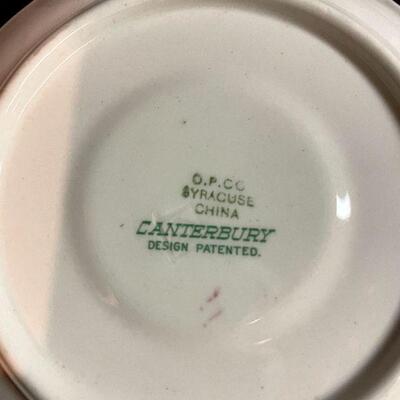 O.P.CO
SYRACUSE
CHINA
CANTERBURY
DESIGN PATENTED.